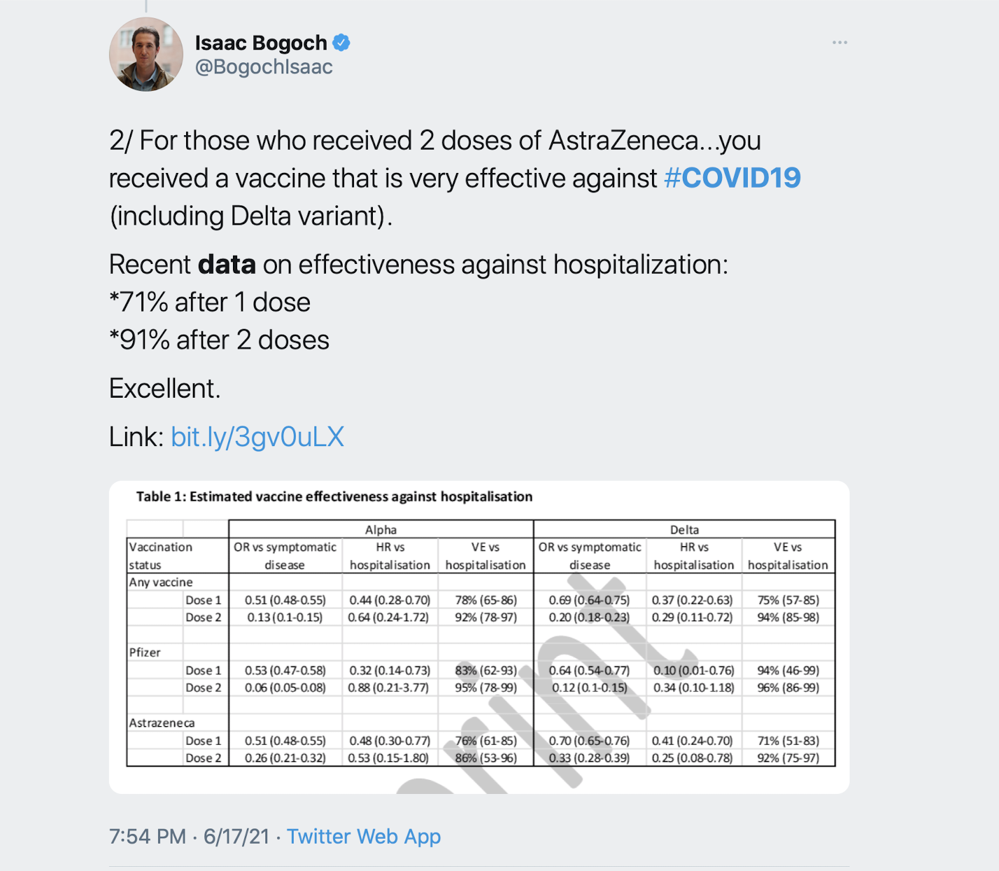 Isaac Bogoch
@BogochIsaac
2/ For those who received 2 doses of AstraZeneca...you
received a vaccine that is very effective against #COVID19
(including Delta variant).
Recent data on effectiveness against hospitalization:
*71% after 1 dose
*91% after 2 doses
Excellent.
Link: bit.ly/3gv0uLX
Table 1: Estimated vaccine effectiveness against hospitalisation
Alpha Delta
Vaccination OR vs symptomatic HR vs VE vs OR vs symptomatic HR vs VE vs
status disease hospitalisation hospitalisation disease hospitalisation hospitalisation
Any vaccine
Dose 1 0.51 (0.48-0.55) 0.44 (0.28-0.70) 78% (65-86) 0.69 (0.64-0.75) 0.37 (0.22-0.63) 75% (57-85)
Dose 2 0.13 (0.1-0.15) 0.64 (0.24-1.72) 92% (78-97) 0.20 (0.18-0.23) 0.29 (0.11-0.72) 94% (85-98)
Pfizer
Dose 1 0.53 (0.47-0.58) 0.32 (0.14-0.73) 83% (62-93) 0.64 (0.54-0.77) 0.10 (0.01-0.76) 94% (46-99)
Dose 2 0.06 (0.05-0.08) 0.88 (0.21-3.77) 95% (78-99) 0.12 (0.1-0.15) 0.34 (0.10-1.18) 96% (86-99)
Astrazeneca
Dose 1 0.51 (0.48-0.55) 0.48 (0.30-0.77) 76% (61-85) 0.70 (0.65-0.76) 0.41 (0.24-0.70) 71% (51-83)
Dose 2 0.26 (0.21-0.32) 0.53 (0.15-1.80) 86% (53-96) 0.33 (0.28-0.39) 0.25 (0.08-0.78) 92% (75-97)
rint
7:54 PM · 6/17/21 · Twitter Web App